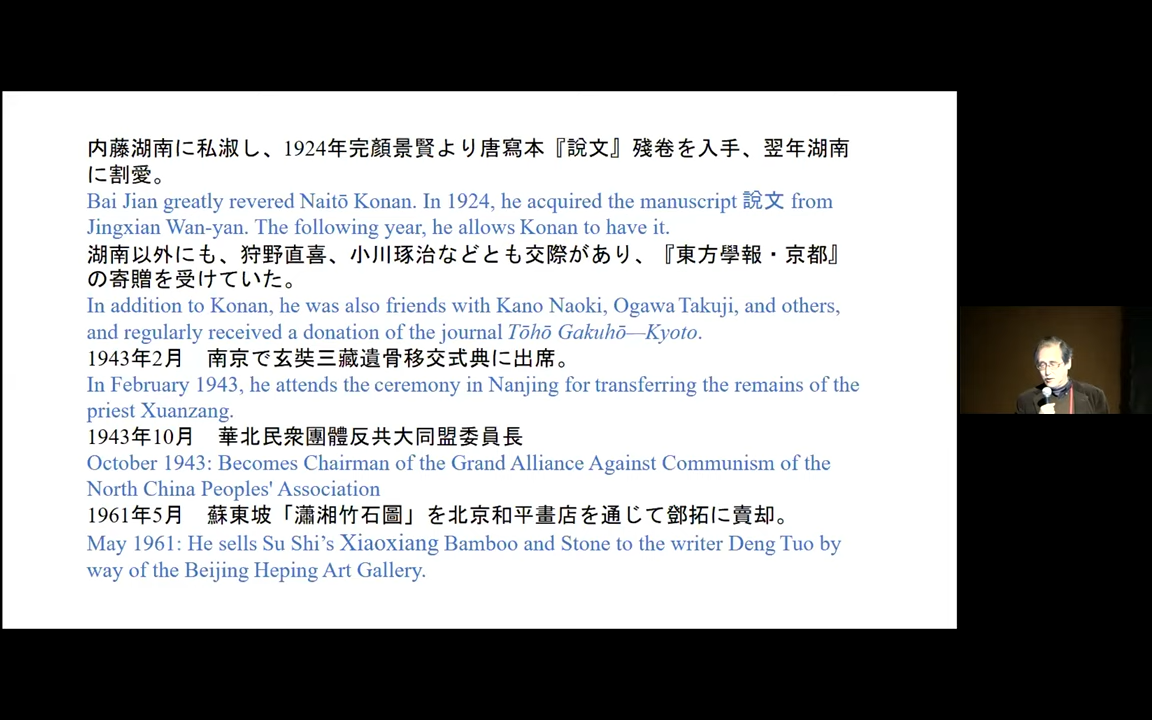 内藤湖南に私淑し、1924年完顏景賢より唐寫本『說文』殘卷を入手、翌年湖南
に割愛。
Bai Jian greatly revered Naitō Konan. In 1924, he acquired the manuscript 說文 from
Jingxian Wan-yan. The following year, he allows Konan to have it.
湖南以外にも、狩野直喜、小川琢治などとも交際があり、『東方學報・京都』
の寄贈を受けていた。
In addition to Konan, he was also friends with Kano Naoki, Ogawa Takuji, and others,
and regularly received a donation of the journal Tōhō Gakuhō—Kyoto.
1943年2月　南京で玄奘三藏遺骨移交式典に出席。
In February 1943, he attends the ceremony in Nanjing for transferring the remains of the
priest Xuanzang.
1943年10月　華北民衆團體反共大同盟委員長
October 1943: Becomes Chairman of the Grand Alliance Against Communism of the
North China Peoples' Association
1961年5月　蘇東坡「瀟湘竹石圖」を北京和平畫店を通じて鄧拓に賣却。
May 1961: He sells Su Shi’s Xiaoxiang Bamboo and Stone to the writer Deng Tuo by
way of the Beijing Heping Art Gallery.